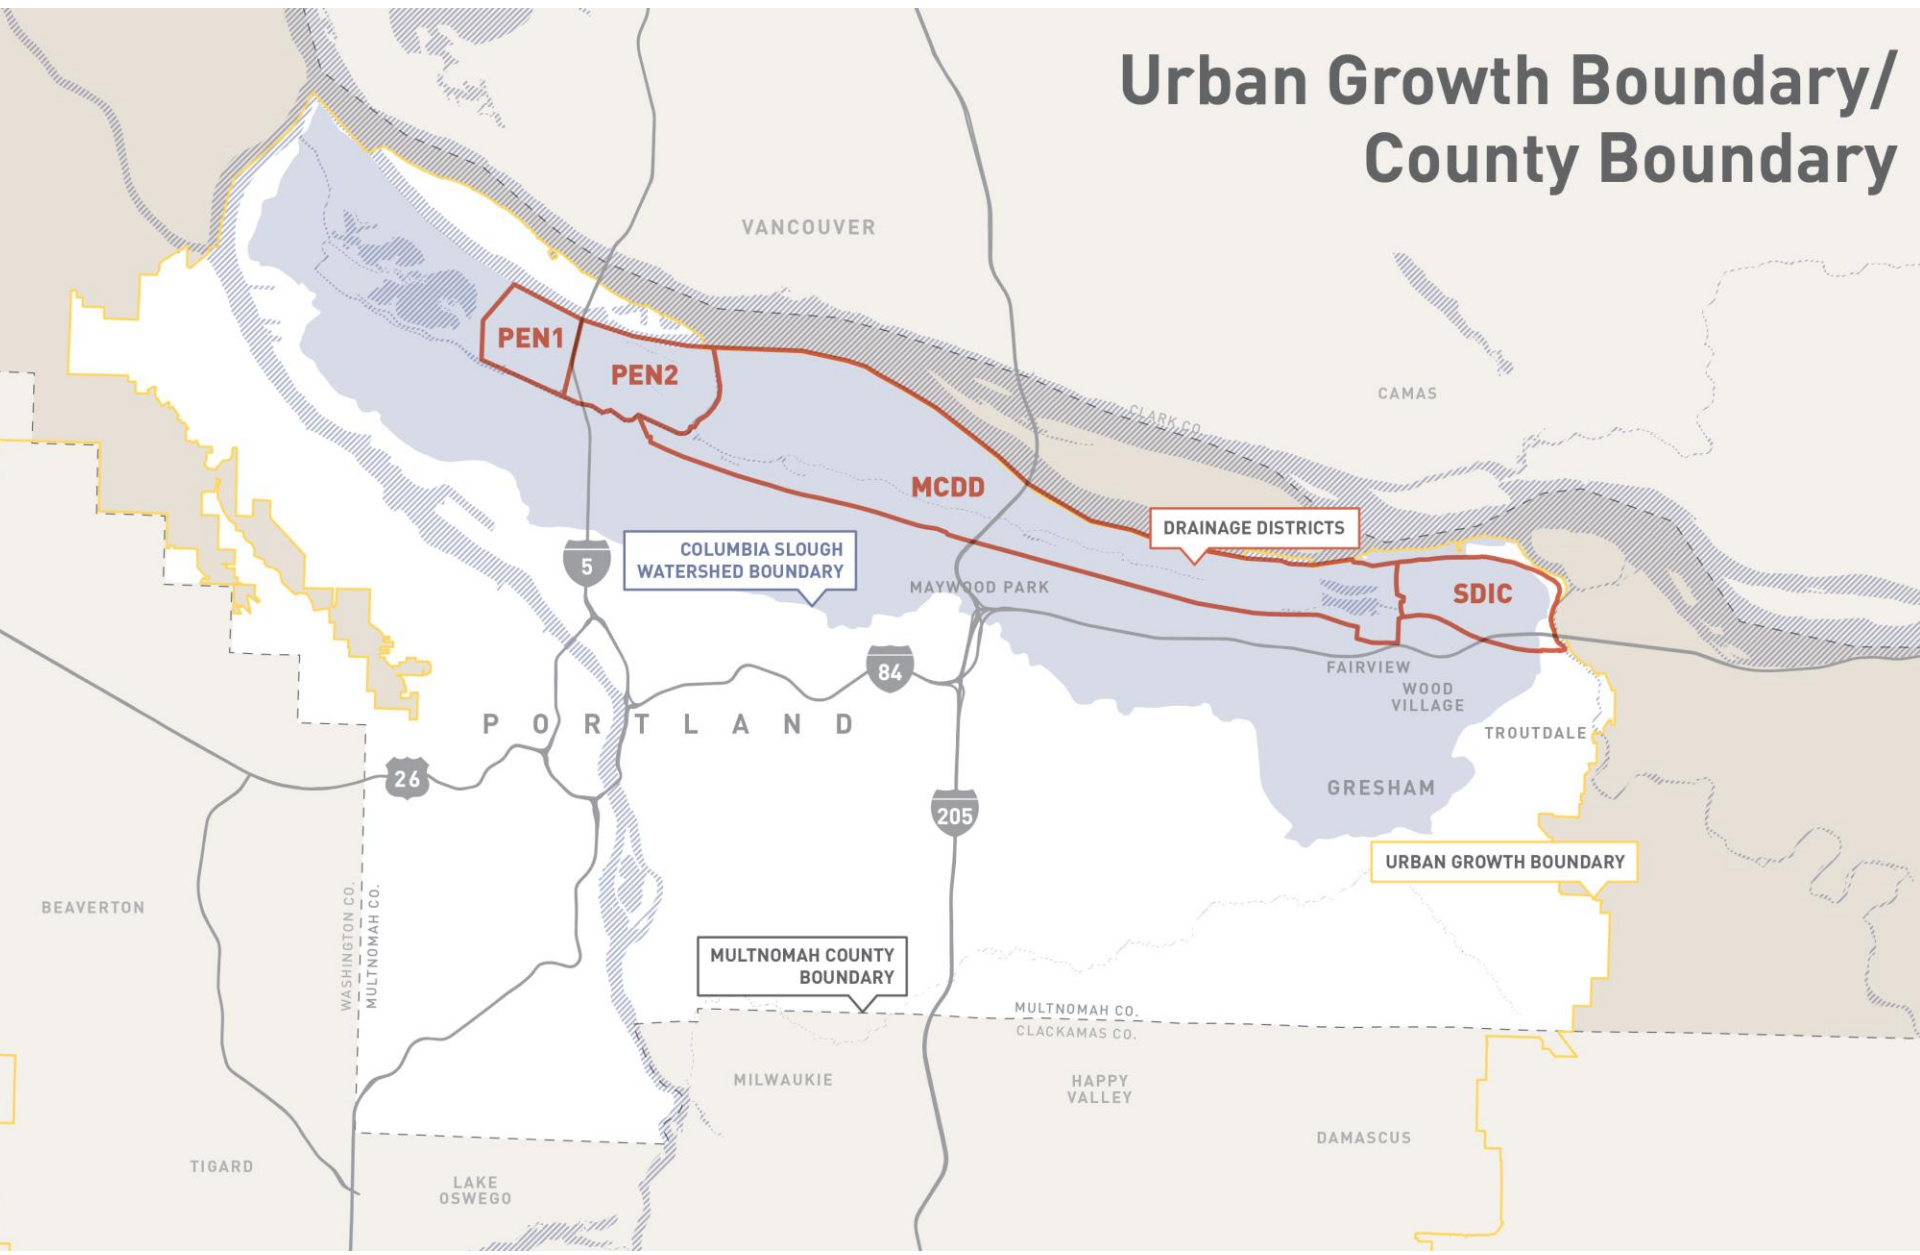 Urban Growth Boundary/
County Boundary
VANCOUVER
PEN1
PEN2
CAMAS
CLARK CO.
MCDD
DRAINAGE DISTRICTS
COLUMBIA SLOUGH
WATERSHED BOUNDARY
5
MAYWOOD PARK
SDIC
84
FAIRVIEW
WOOD
VILLAGE
PORTLAND
TROUTDALE
26
GRESHAM
205
URBAN GROWTH BOUNDARY
BEAVERTON
WASHINGTON CO.
MULTNOMAH CO.
MULTNOMAH COUNTY
BOUNDARY
MULTNOMAH CO.
CLACKAMAS CO.
MILWAUKIE
HAPPY
VALLEY
DAMASCUS
TIGARD
LAKE
OSWEGO